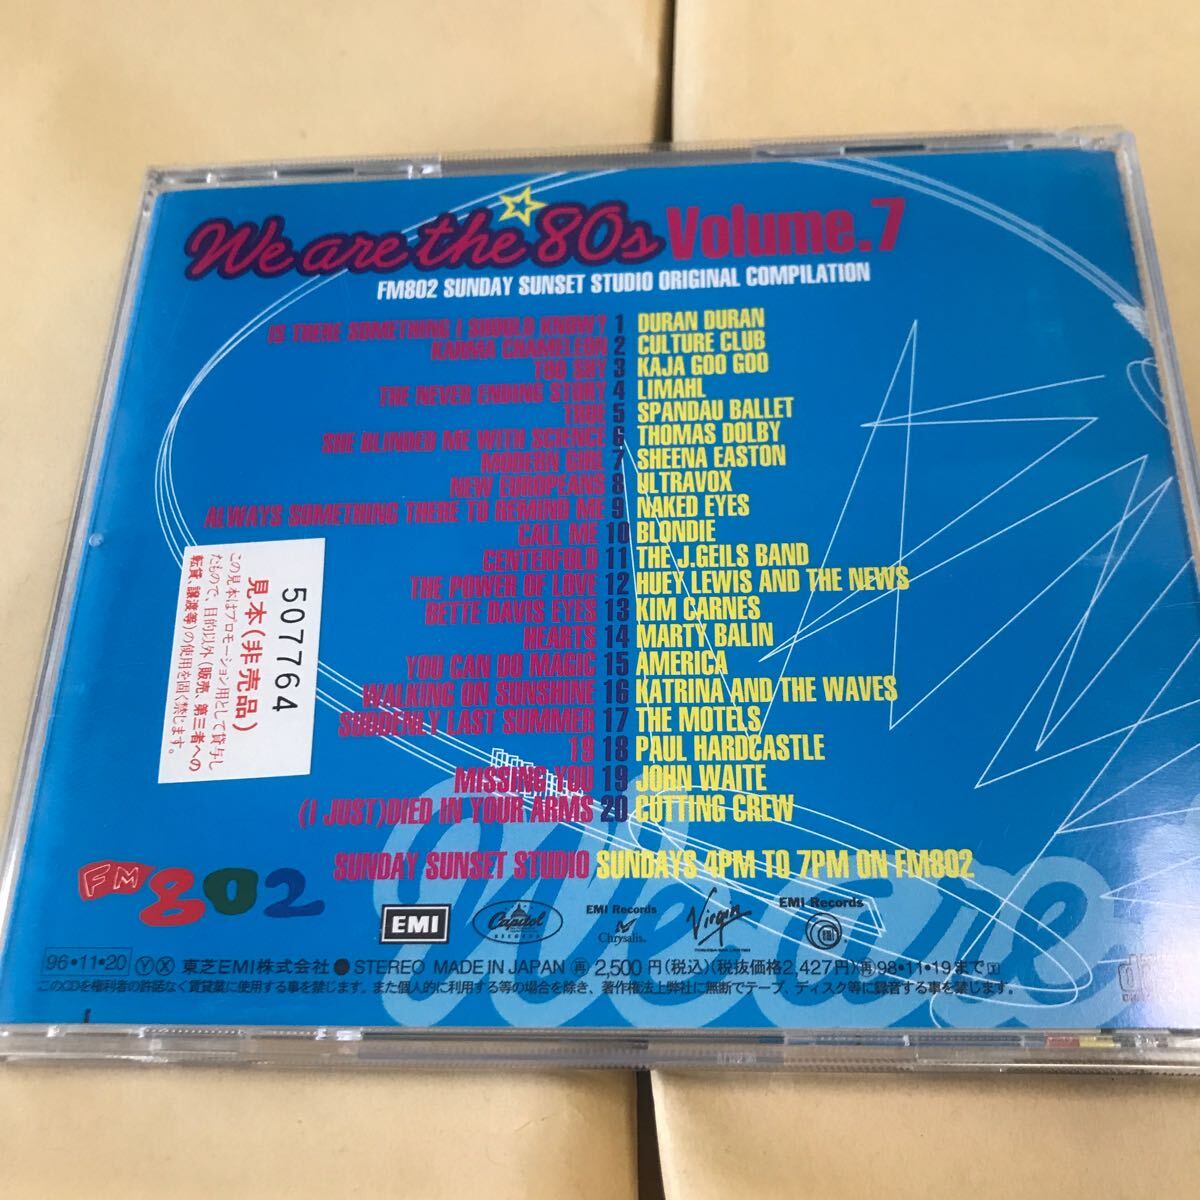 We are the 80s Volume.7
FM802 SUNDAY SUNSET STUDIO ORIGINAL COMPILATION
IS THERE SOMETHING I SHOULD KNOW? 1 DURAN DURAN
KARMA CHAMELEON 2 CULTURE CLUB
TOO SHY 3 KAJA GOO GOO
THE NEVER ENDING STORY 4 LIMAHL
TRUE 5 SPANDAU BALLET
SHE BLINDED ME WITH SCIENCE 6 THOMAS DOLBY
MODERN GIRL 7 SHEENA EASTON
NEW EUROPEANS 8 ULTRAVOX
ALWAYS SOMETHING THERE TO REMIND ME 9 NAKED EYES
CALL ME 10 BLONDIE
CENTERFOLD 11 THE J.GEILS BAND
THE POWER OF LOVE 12 HUEY LEWIS AND THE NEWS
BETTE DAVIS EYES 13 KIM CARNES
HEARTS 14 MARTY BALIN
YOU CAN DO MAGIC 15 AMERICA
WALKING ON SUNSHINE 16 KATRINA AND THE WAVES
SUDDENLY LAST SUMMER 17 THE MOTELS
19 18 PAUL HARDCASTLE
MISSING YOU 19 JOHN WAITE
(I JUST)DIED IN YOUR ARMS 20 CUTTING CREW
507764
見本(非売品)
この見本はプロモーション用として貸与し
たもので、目的以外(販売、第三者への
転貸、譲渡等)の使用を固く禁じます。
SUNDAY SUNSET STUDIO SUNDAYS 4PM TO 7PM ON FM802
We are
FM 802
EMI
Capitol
RECORDS
EMI Records
Chrysalis.
Virgin
EMI Records
EMI
96•11•20 Ⓨ Ⓧ 東芝EMI株式会社 ● STEREO MADE IN JAPAN ㊢ 2,500円(税込)(税抜価格2,427円)㊢98•11•19まで
このCDを権利者の許諾なく賃貸業に使用する事を禁じます。また個人的に利用する等の場合を除き、著作権法上弊社に無断でテープ、ディスク等に録音する事を禁じます。